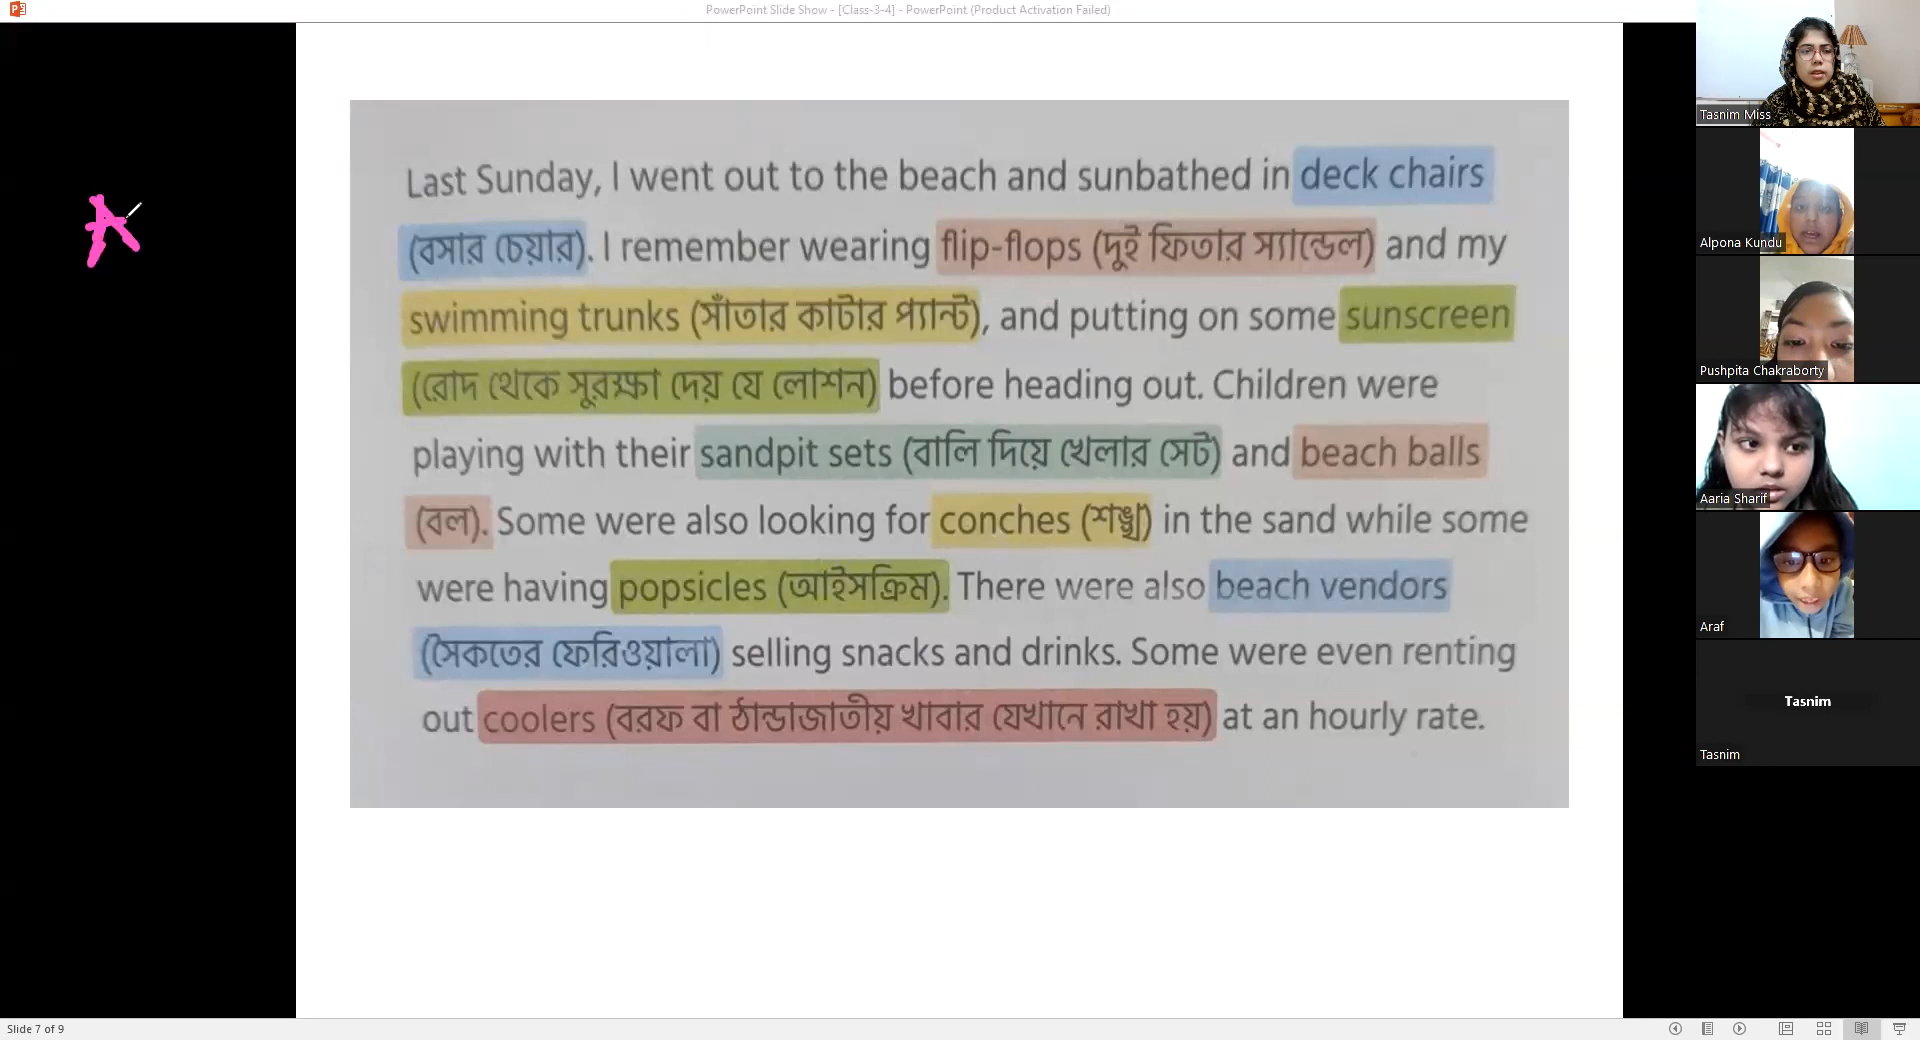 PowerPoint Slide Show - [Class-3-4] - PowerPoint (Product Activation Failed)
Last Sunday, I went out to the beach and sunbathed in deck chairs
(বসার চেয়ার). I remember wearing flip-flops (দুই ফিতার স্যান্ডেল) and my
swimming trunks (সাঁতার কাটার প্যান্ট), and putting on some sunscreen
(রোদ থেকে সুরক্ষা দেয় যে লোশন) before heading out. Children were
playing with their sandpit sets (বালি দিয়ে খেলার সেট) and beach balls
(বল). Some were also looking for conches (শঙ্খ) in the sand while some
were having popsicles (আইসক্রিম). There were also beach vendors
(সৈকতের ফেরিওয়ালা) selling snacks and drinks. Some were even renting
out coolers (বরফ বা ঠান্ডাজাতীয় খাবার যেখানে রাখা হয়) at an hourly rate.
A
Tasnim Miss
Alpona Kundu
Pushpita Chakraborty
Aaria Sharif
Araf
Tasnim
Tasnim
Slide 7 of 9